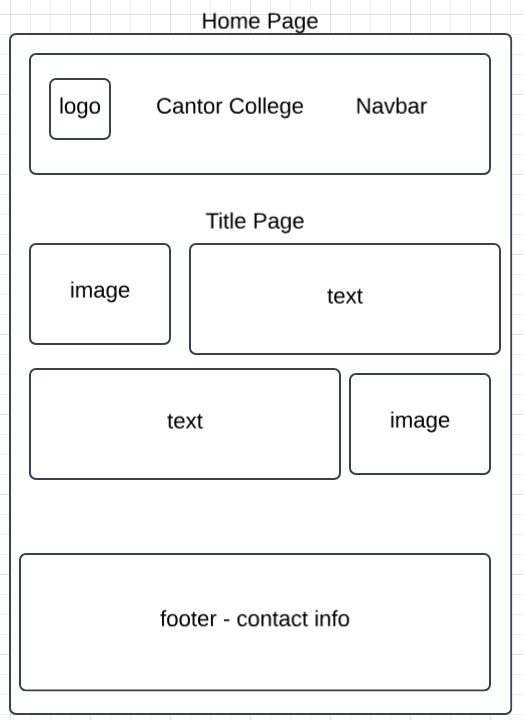 Home Page
logo
Cantor College
Navbar
Title Page
image
text
text
image
footer - contact info